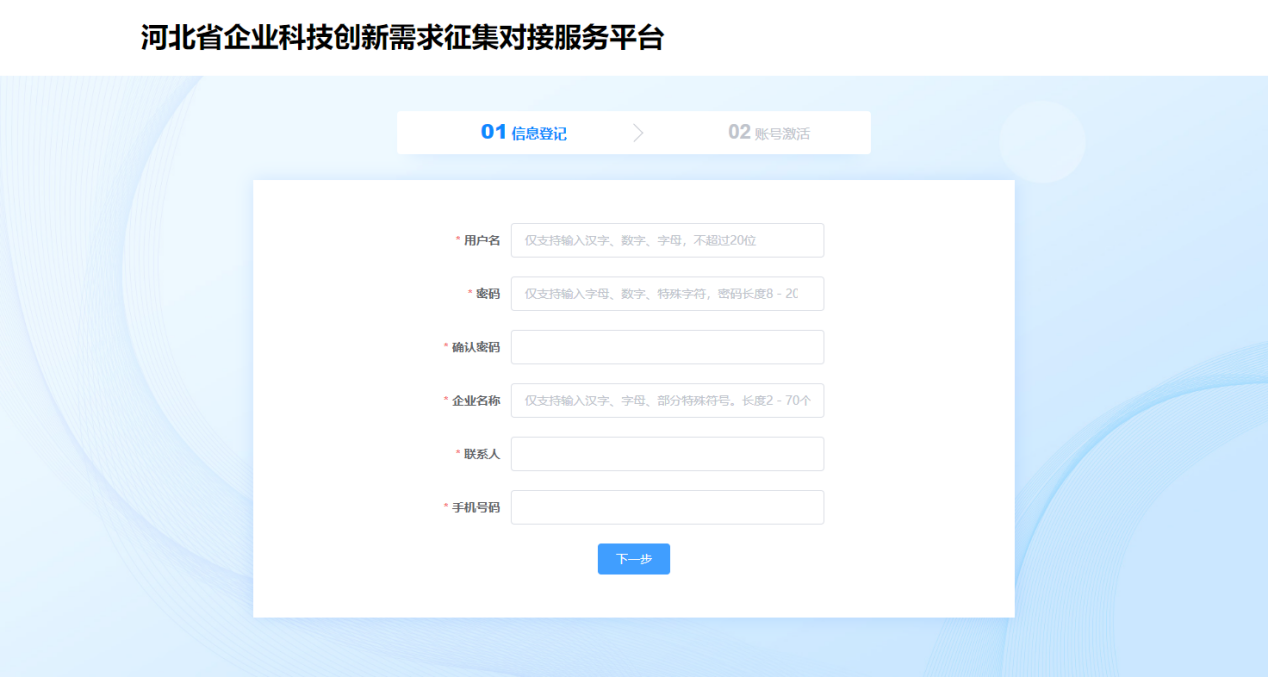 河北省企业科技创新需求征集对接服务平台
01 信息登记 02 账号激活
* 用户名 仅支持输入汉字、数字、字母，不超过20位
* 密码 仅支持输入字母、数字、特殊字符，密码长度8 - 20
* 确认密码
* 企业名称 仅支持输入汉字、字母、部分特殊符号。长度2 - 70个
* 联系人
* 手机号码
下一步